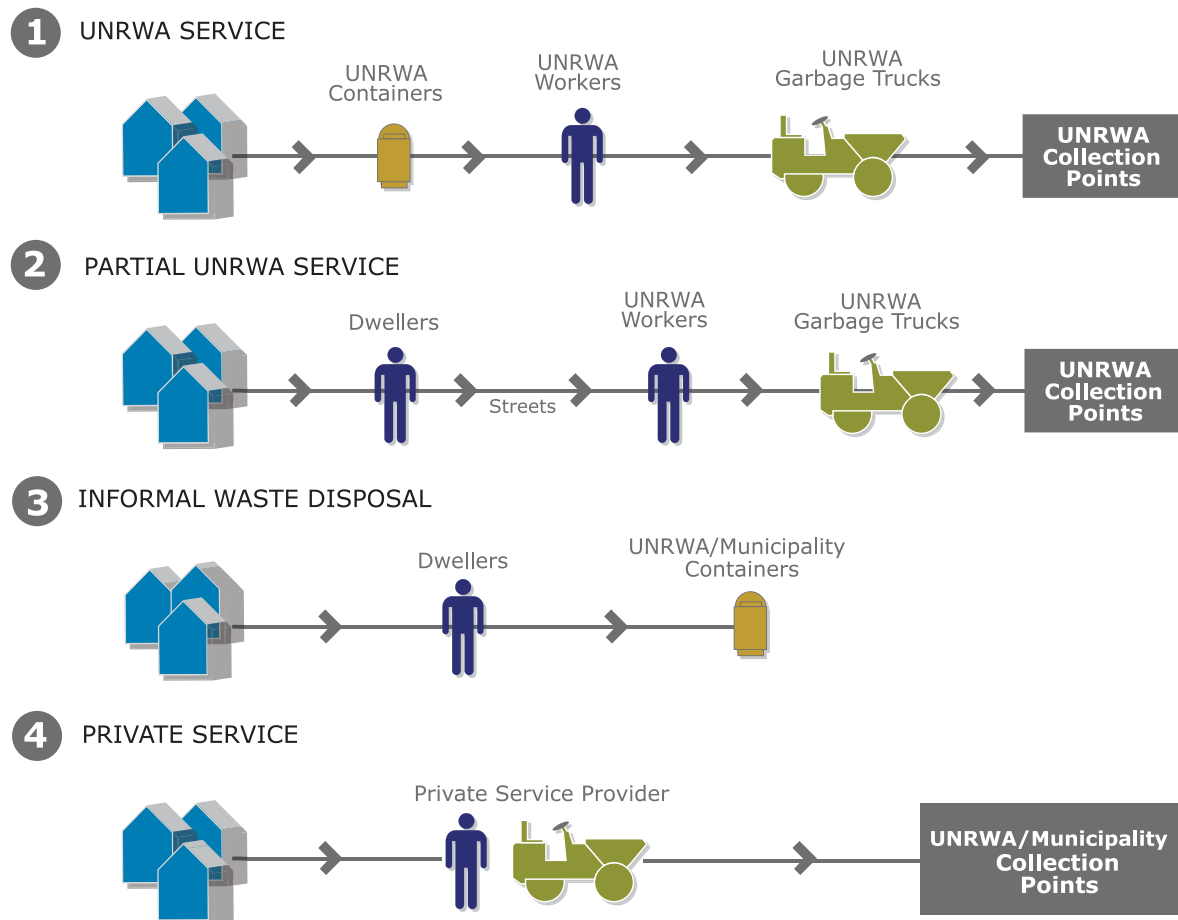 1 UNRWA SERVICE
UNRWA
Containers
UNRWA
Workers
UNRWA
Garbage Trucks
UNRWA
Collection
Points
2 PARTIAL UNRWA SERVICE
Dwellers
Streets
UNRWA
Workers
UNRWA
Garbage Trucks
UNRWA
Collection
Points
3 INFORMAL WASTE DISPOSAL
Dwellers
UNRWA/Municipality
Containers
4 PRIVATE SERVICE
Private Service Provider
UNRWA/Municipality
Collection
Points